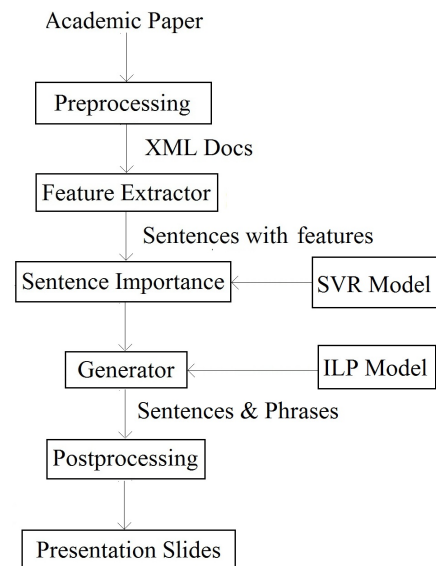 Academic Paper
Preprocessing
XML Docs
Feature Extractor
Sentences with features
Sentence Importance
SVR Model
Generator
ILP Model
Sentences & Phrases
Postprocessing
Presentation Slides